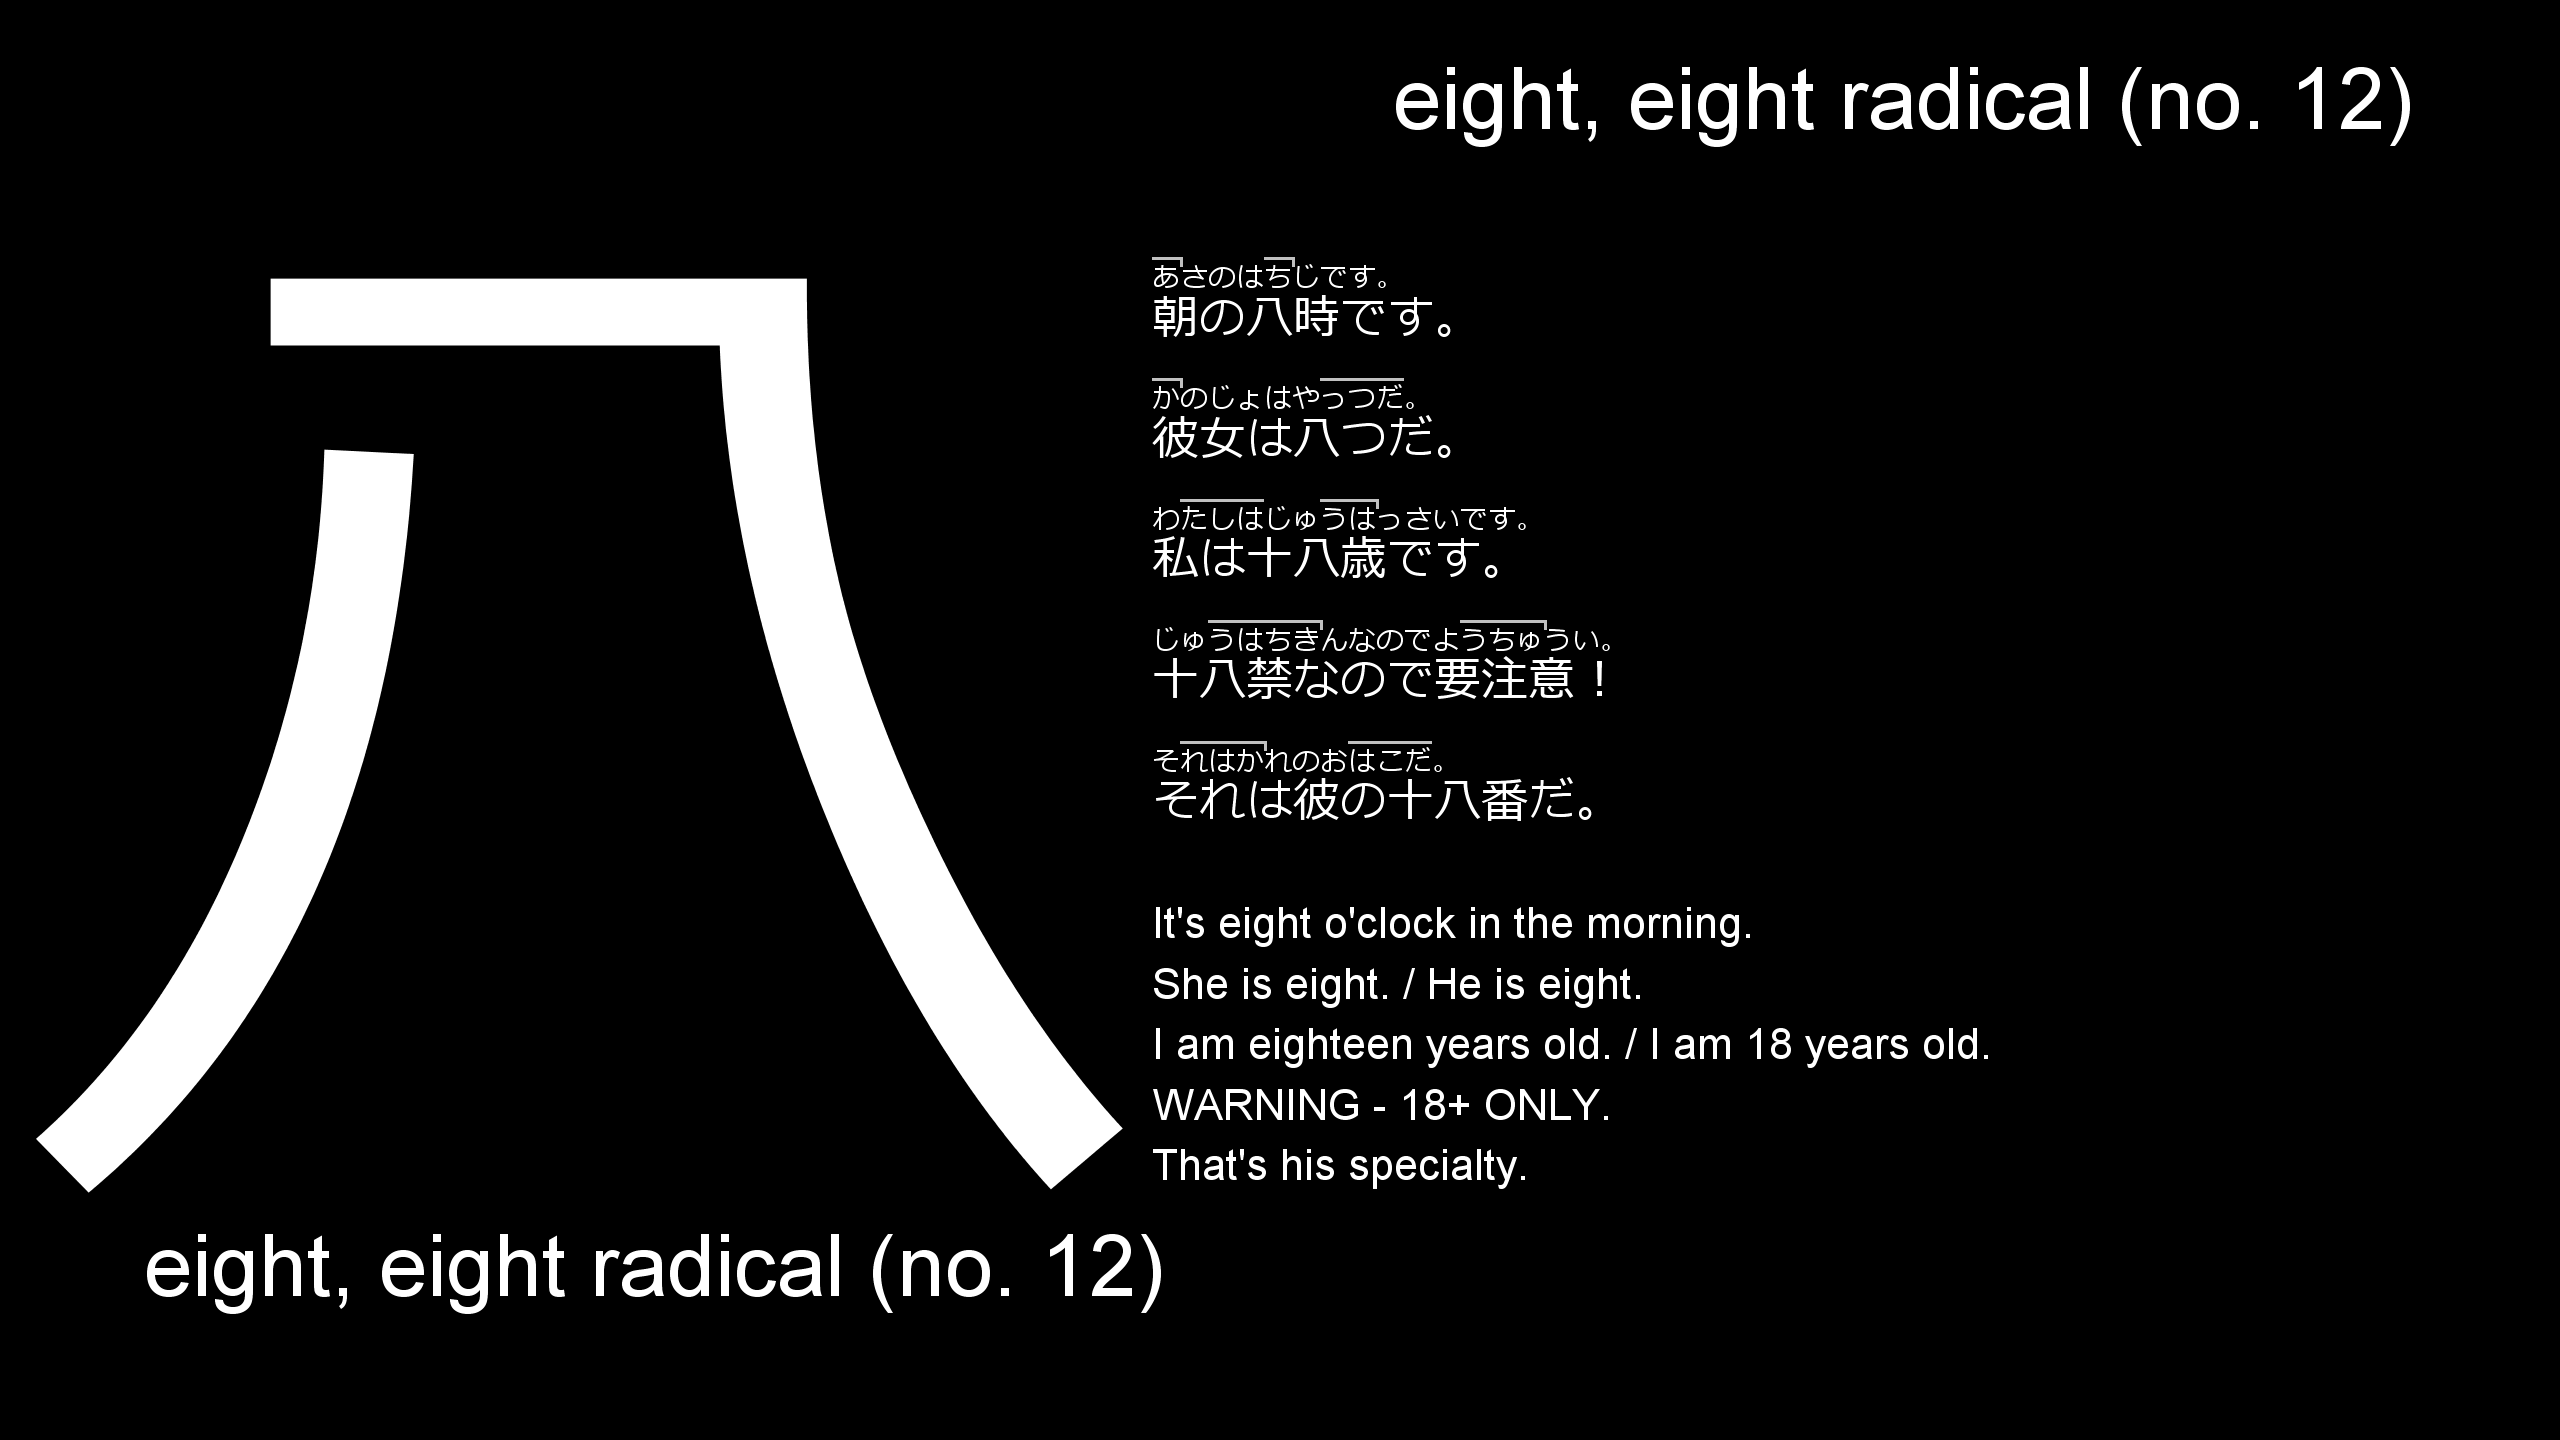 eight, eight radical (no. 12)
八
あさのはちじです。
朝の八時です。
かのじょはやっつだ。
彼女は八つだ。
わたしはじゅうはっさいです。
私は十八歳です。
じゅうはちきんなのでようちゅうい。
十八禁なので要注意！
それはかれのおはこだ。
それは彼の十八番だ。
It's eight o'clock in the morning.
She is eight. / He is eight.
I am eighteen years old. / I am 18 years old.
WARNING - 18+ ONLY.
That's his specialty.
eight, eight radical (no. 12)